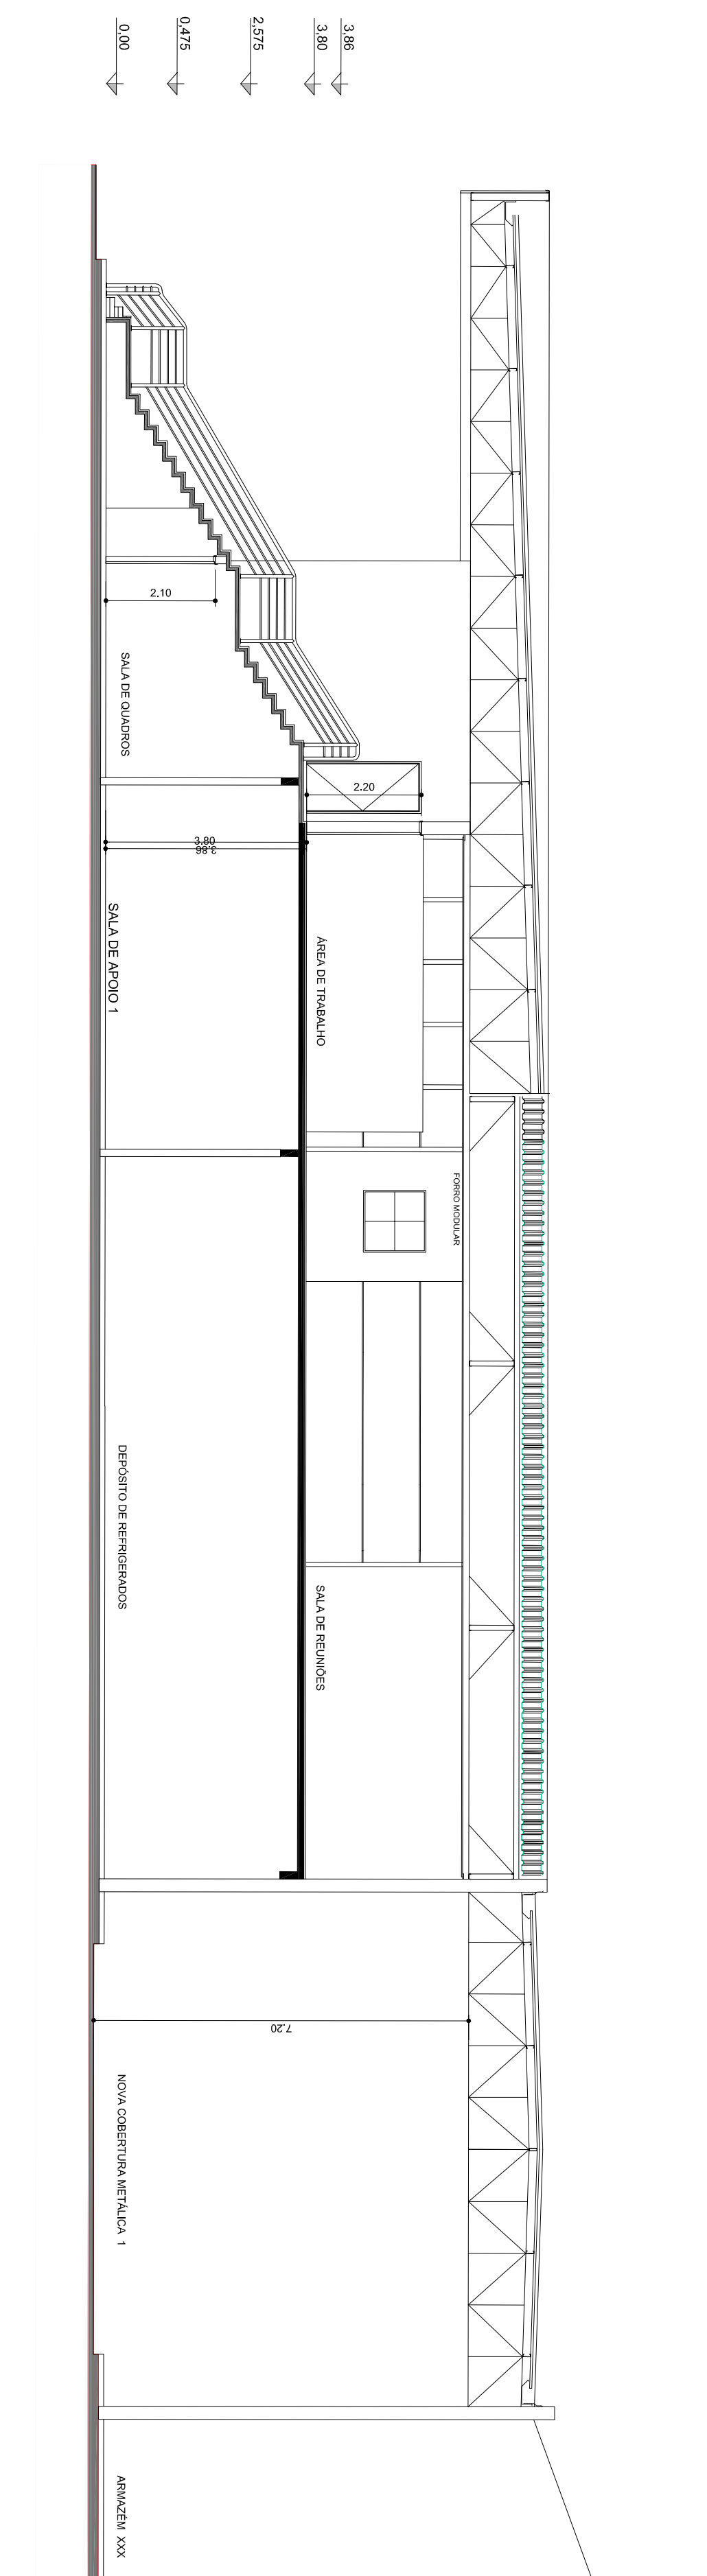 3,86
3,80
2,575
0,475
0,00
2.10
SALA DE QUADROS
2.20
3.80
3.86
SALA DE APOIO 1
ÁREA DE TRABALHO
FORRO MODULAR
DEPÓSITO DE REFRIGERADOS
SALA DE REUNIÕES
7.20
NOVA COBERTURA METÁLICA 1
ARMAZÉM XXX